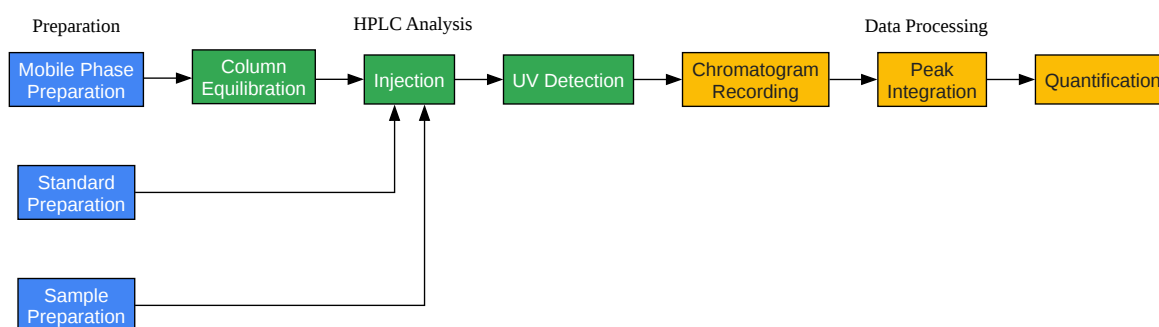 Preparation
HPLC Analysis
Data Processing
Mobile Phase
Preparation
Column
Equilibration
Injection
UV Detection
Chromatogram
Recording
Peak
Integration
Quantification
Standard
Preparation
Sample
Preparation